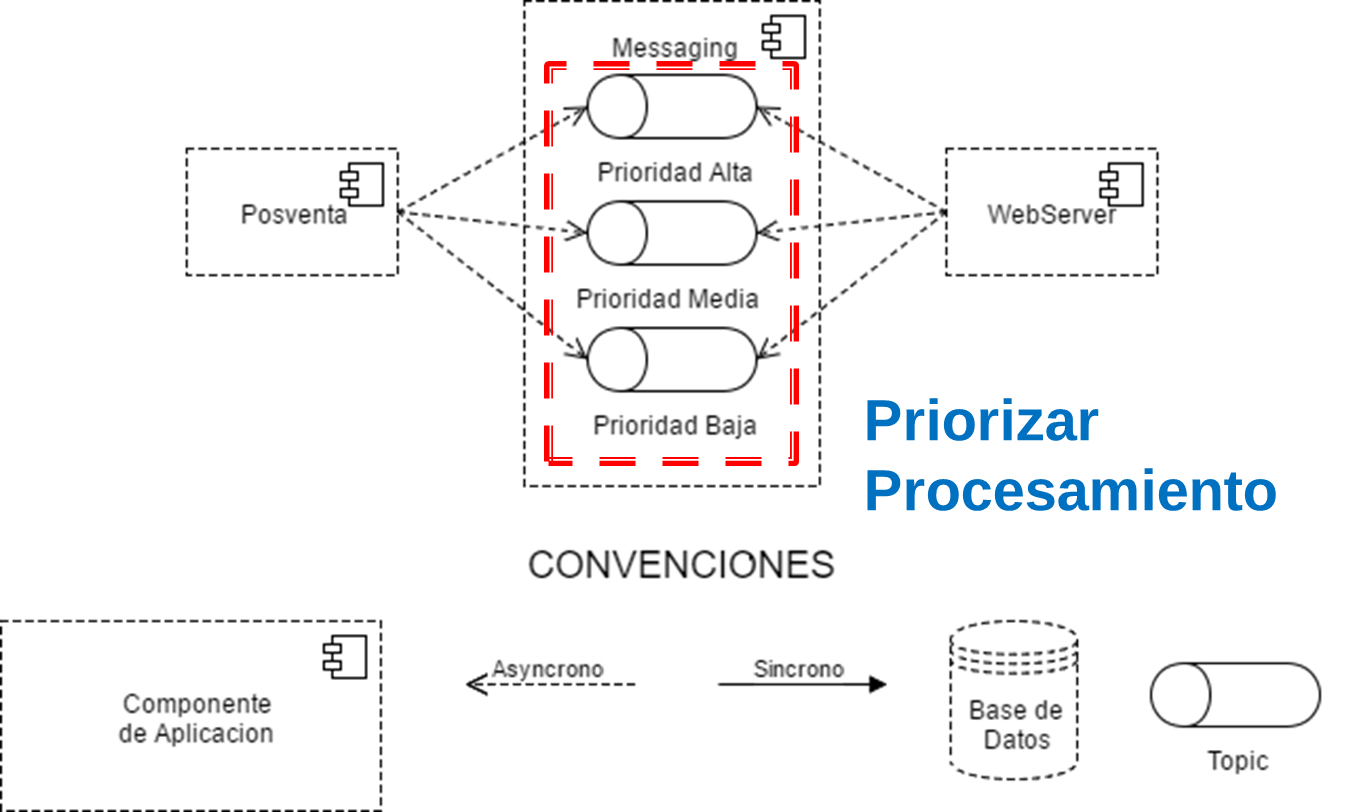 Messaging
Prioridad Alta
Posventa
WebServer
Prioridad Media
Prioridad Baja
Priorizar
Procesamiento
CONVENCIONES
Asyncrono
Sincrono
Componente
de Aplicacion
Base de
Datos
Topic